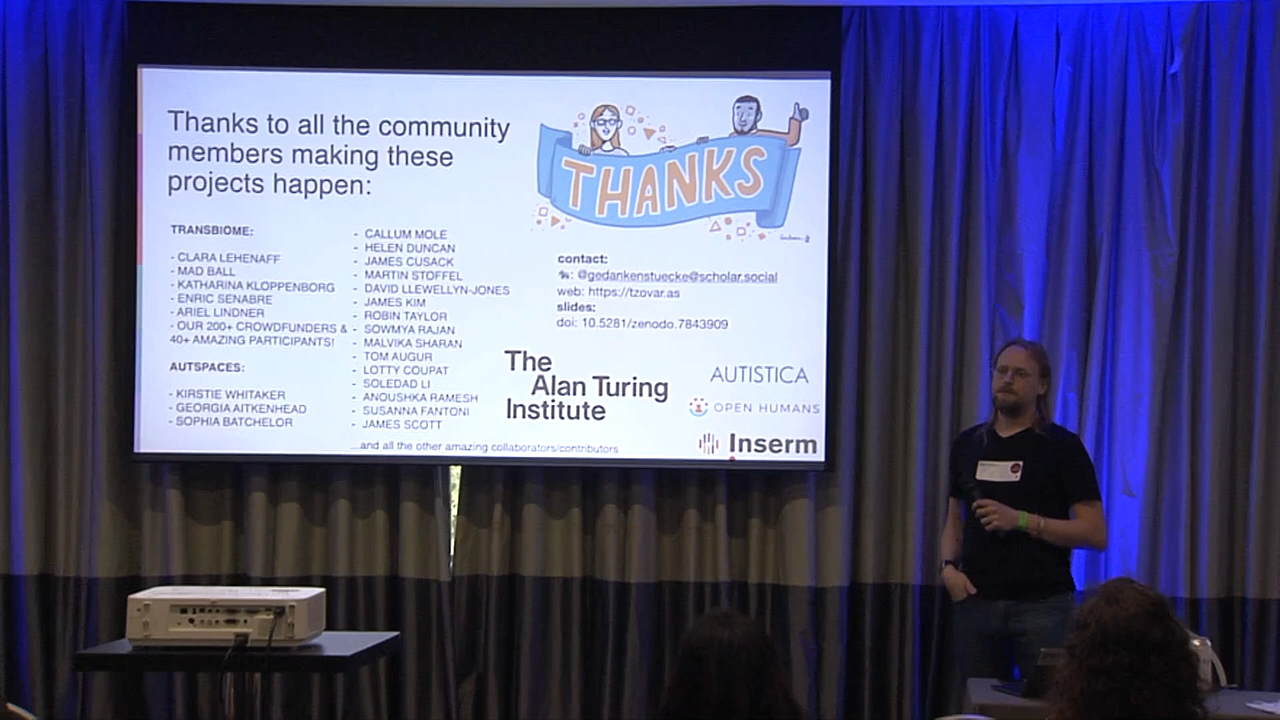 Thanks to all the community
members making these
projects happen:
THANKS
TRANSBIOME:
- CLARA LEHENAFF
- MAD BALL
- KATHARINA KLOPPENBORG
- ENRIC SENABRE
- ARIEL LINDNER
- OUR 200+ CROWDFUNDERS &
40+ AMAZING PARTICIPANTS!
AUTSPACES:
- KIRSTIE WHITAKER
- GEORGIA AITKENHEAD
- SOPHIA BATCHELOR
- CALLUM MOLE
- HELEN DUNCAN
- JAMES CUSACK
- MARTIN STOFFEL
- DAVID LLEWELLYN-JONES
- JAMES KIM
- ROBIN TAYLOR
- SOWMYA RAJAN
- MALVIKA SHARAN
- TOM AUGUR
- LOTTY COUPAT
- SOLEDAD LI
- ANOUSHKA RAMESH
- SUSANNA FANTONI
- JAMES SCOTT
...and all the other amazing collaborators/contributors
contact:
: @gedankenstuecke@scholar.social
web: https://tzovar.as
slides:
doi: 10.5281/zenodo.7843909
The
Alan Turing
Institute
AUTISTICA
OPEN HUMANS
Inserm